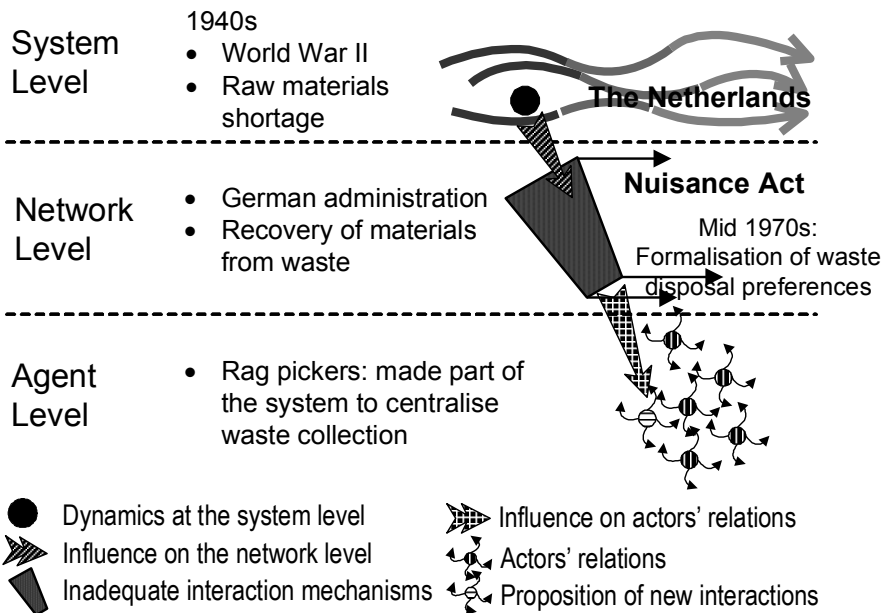 System
Level
1940s
• World War II
• Raw materials
shortage
The Netherlands
Network
Level
• German administration
• Recovery of materials
from waste
Nuisance Act
Mid 1970s:
Formalisation of waste
disposal preferences
Agent
Level
• Rag pickers: made part of
the system to centralise
waste collection
Dynamics at the system level
Influence on the network level
Inadequate interaction mechanisms
Influence on actors’ relations
Actors’ relations
Proposition of new interactions